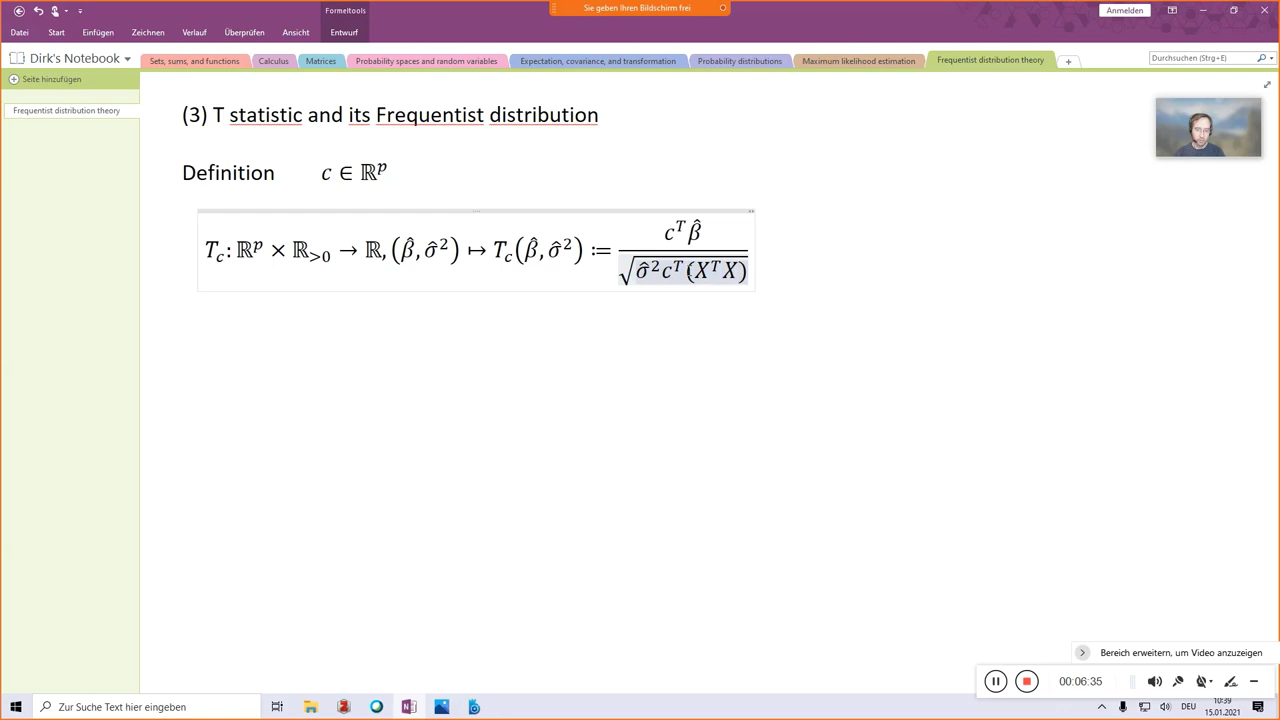 Sie geben Ihren Bildschirm frei
Formeltools
Anmelden
Datei Start Einfügen Zeichnen Verlauf Überprüfen Ansicht Entwurf
Dirk's Notebook
Sets, sums, and functions Calculus Matrices Probability spaces and random variables Expectation, covariance, and transformation Probability distributions Maximum likelihood estimation Frequentist distribution theory
Durchsuchen (Strg+E)
Seite hinzufügen
Frequentist distribution theory
(3) T statistic and its Frequentist distribution
Definition c ∈ ℝ^p
T_c: ℝ^p × ℝ_{>0} → ℝ, (β̂, σ̂²) ↦ T_c(β̂, σ̂²) ≔ c^T β̂ / √(σ̂² c^T (X^T X))
Bereich erweitern, um Video anzuzeigen
00:06:35
Zur Suche Text hier eingeben
DEU
10:39
15.01.2021